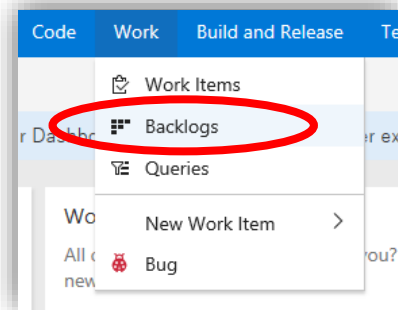 Code Work Build and Release Te
Work Items
r Dashbo Backlogs er ex
Queries
Wo New Work Item
All Bug you?
new